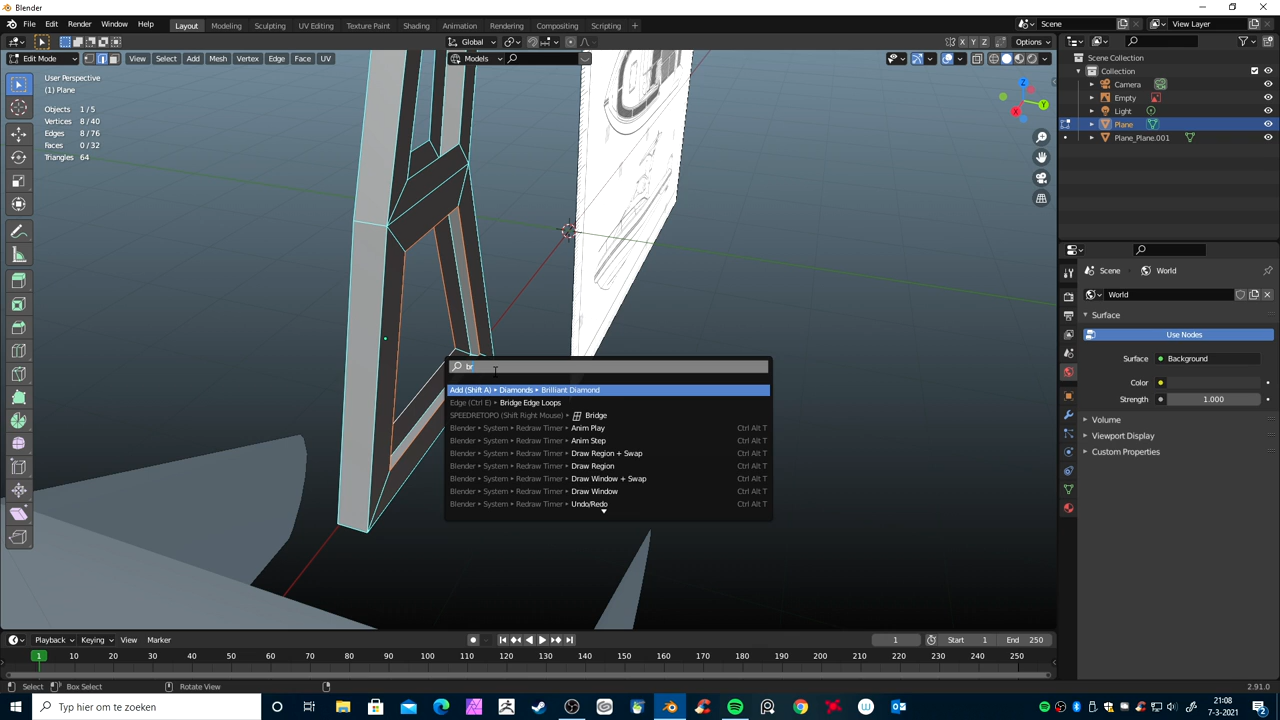 Blender
File Edit Render Window Help Layout Modeling Sculpting UV Editing Texture Paint Shading Animation Rendering Compositing Scripting + Scene View Layer
Global X Y Z Options
Edit Mode View Select Add Mesh Vertex Edge Face UV Models
User Perspective
(1) Plane
Objects 1 / 5
Vertices 8 / 40
Edges 8 / 76
Faces 0 / 32
Triangles 64
Z
Y
X
br
Add (Shift A) ▸ Diamonds ▸ Brilliant Diamond
Edge (Ctrl E) ▸ Bridge Edge Loops
SPEEDRETOPO (Shift Right Mouse) ▸ Bridge
Blender ▸ System ▸ Redraw Timer ▸ Anim Play Ctrl Alt T
Blender ▸ System ▸ Redraw Timer ▸ Anim Step Ctrl Alt T
Blender ▸ System ▸ Redraw Timer ▸ Draw Region + Swap Ctrl Alt T
Blender ▸ System ▸ Redraw Timer ▸ Draw Region Ctrl Alt T
Blender ▸ System ▸ Redraw Timer ▸ Draw Window + Swap Ctrl Alt T
Blender ▸ System ▸ Redraw Timer ▸ Draw Window Ctrl Alt T
Blender ▸ System ▸ Redraw Timer ▸ Undo/Redo Ctrl Alt T
Scene Collection
Collection
Camera
Empty
Light
Plane
Plane_Plane.001
Scene World
World
Surface
Use Nodes
Surface Background
Color
Strength 1.000
Volume
Viewport Display
Custom Properties
Playback Keying View Marker 1 Start 1 End 250
1 10 20 30 40 50 60 70 80 90 100 110 120 130 140 150 160 170 180 190 200 210 220 230 240 250
Select Box Select Rotate View 2.91.0
Typ hier om te zoeken
21:08
7-3-2021